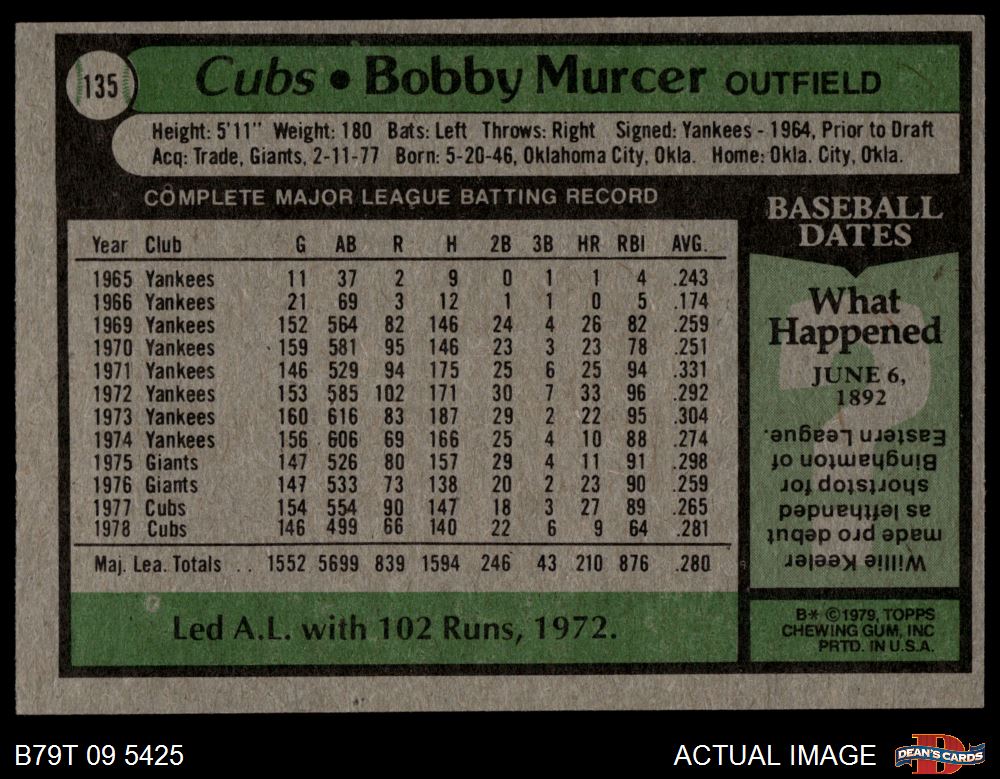 135
Cubs • Bobby Murcer OUTFIELD
Height: 5'11" Weight: 180 Bats: Left Throws: Right Signed: Yankees - 1964, Prior to Draft
Acq: Trade, Giants, 2-11-77 Born: 5-20-46, Oklahoma City, Okla. Home: Okla. City, Okla.
COMPLETE MAJOR LEAGUE BATTING RECORD
Year Club G AB R H 2B 3B HR RBI AVG.
1965 Yankees 11 37 2 9 0 1 1 4 .243
1966 Yankees 21 69 3 12 1 1 0 5 .174
1969 Yankees 152 564 82 146 24 4 26 82 .259
1970 Yankees 159 581 95 146 23 3 23 78 .251
1971 Yankees 146 529 94 175 25 6 25 94 .331
1972 Yankees 153 585 102 171 30 7 33 96 .292
1973 Yankees 160 616 83 187 29 2 22 95 .304
1974 Yankees 156 606 69 166 25 4 10 88 .274
1975 Giants 147 526 80 157 29 4 11 91 .298
1976 Giants 147 533 73 138 20 2 23 90 .259
1977 Cubs 154 554 90 147 18 3 27 89 .265
1978 Cubs 146 499 66 140 22 6 9 64 .281
Maj. Lea. Totals . . 1552 5699 839 1594 246 43 210 876 .280
Led A.L. with 102 Runs, 1972.
BASEBALL
DATES
What
Happened
JUNE 6,
1892
Willie Keeler
made pro debut
as lefthanded
shortstop for
Binghamton of
Eastern League.
B* ©1979, TOPPS
CHEWING GUM, INC
PRTD. IN U.S.A.
B79T 09 5425
ACTUAL IMAGE
DEAN'S CARDS